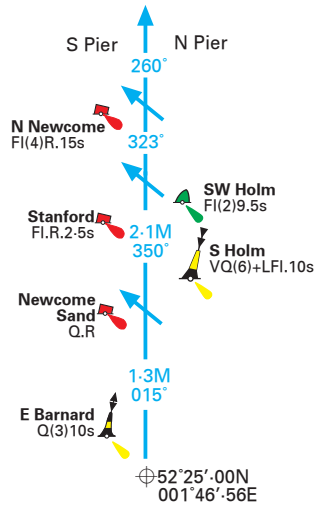 S Pier
N Pier
260°
N Newcome
Fl(4)R.15s
323°
SW Holm
Fl(2)9.5s
Stanford
Fl.R.2·5s
2·1M
350°
S Holm
VQ(6)+LFl.10s
Newcome
Sand
Q.R
1·3M
015°
E Barnard
Q(3)10s
52°25'·00N
001°46'·56E